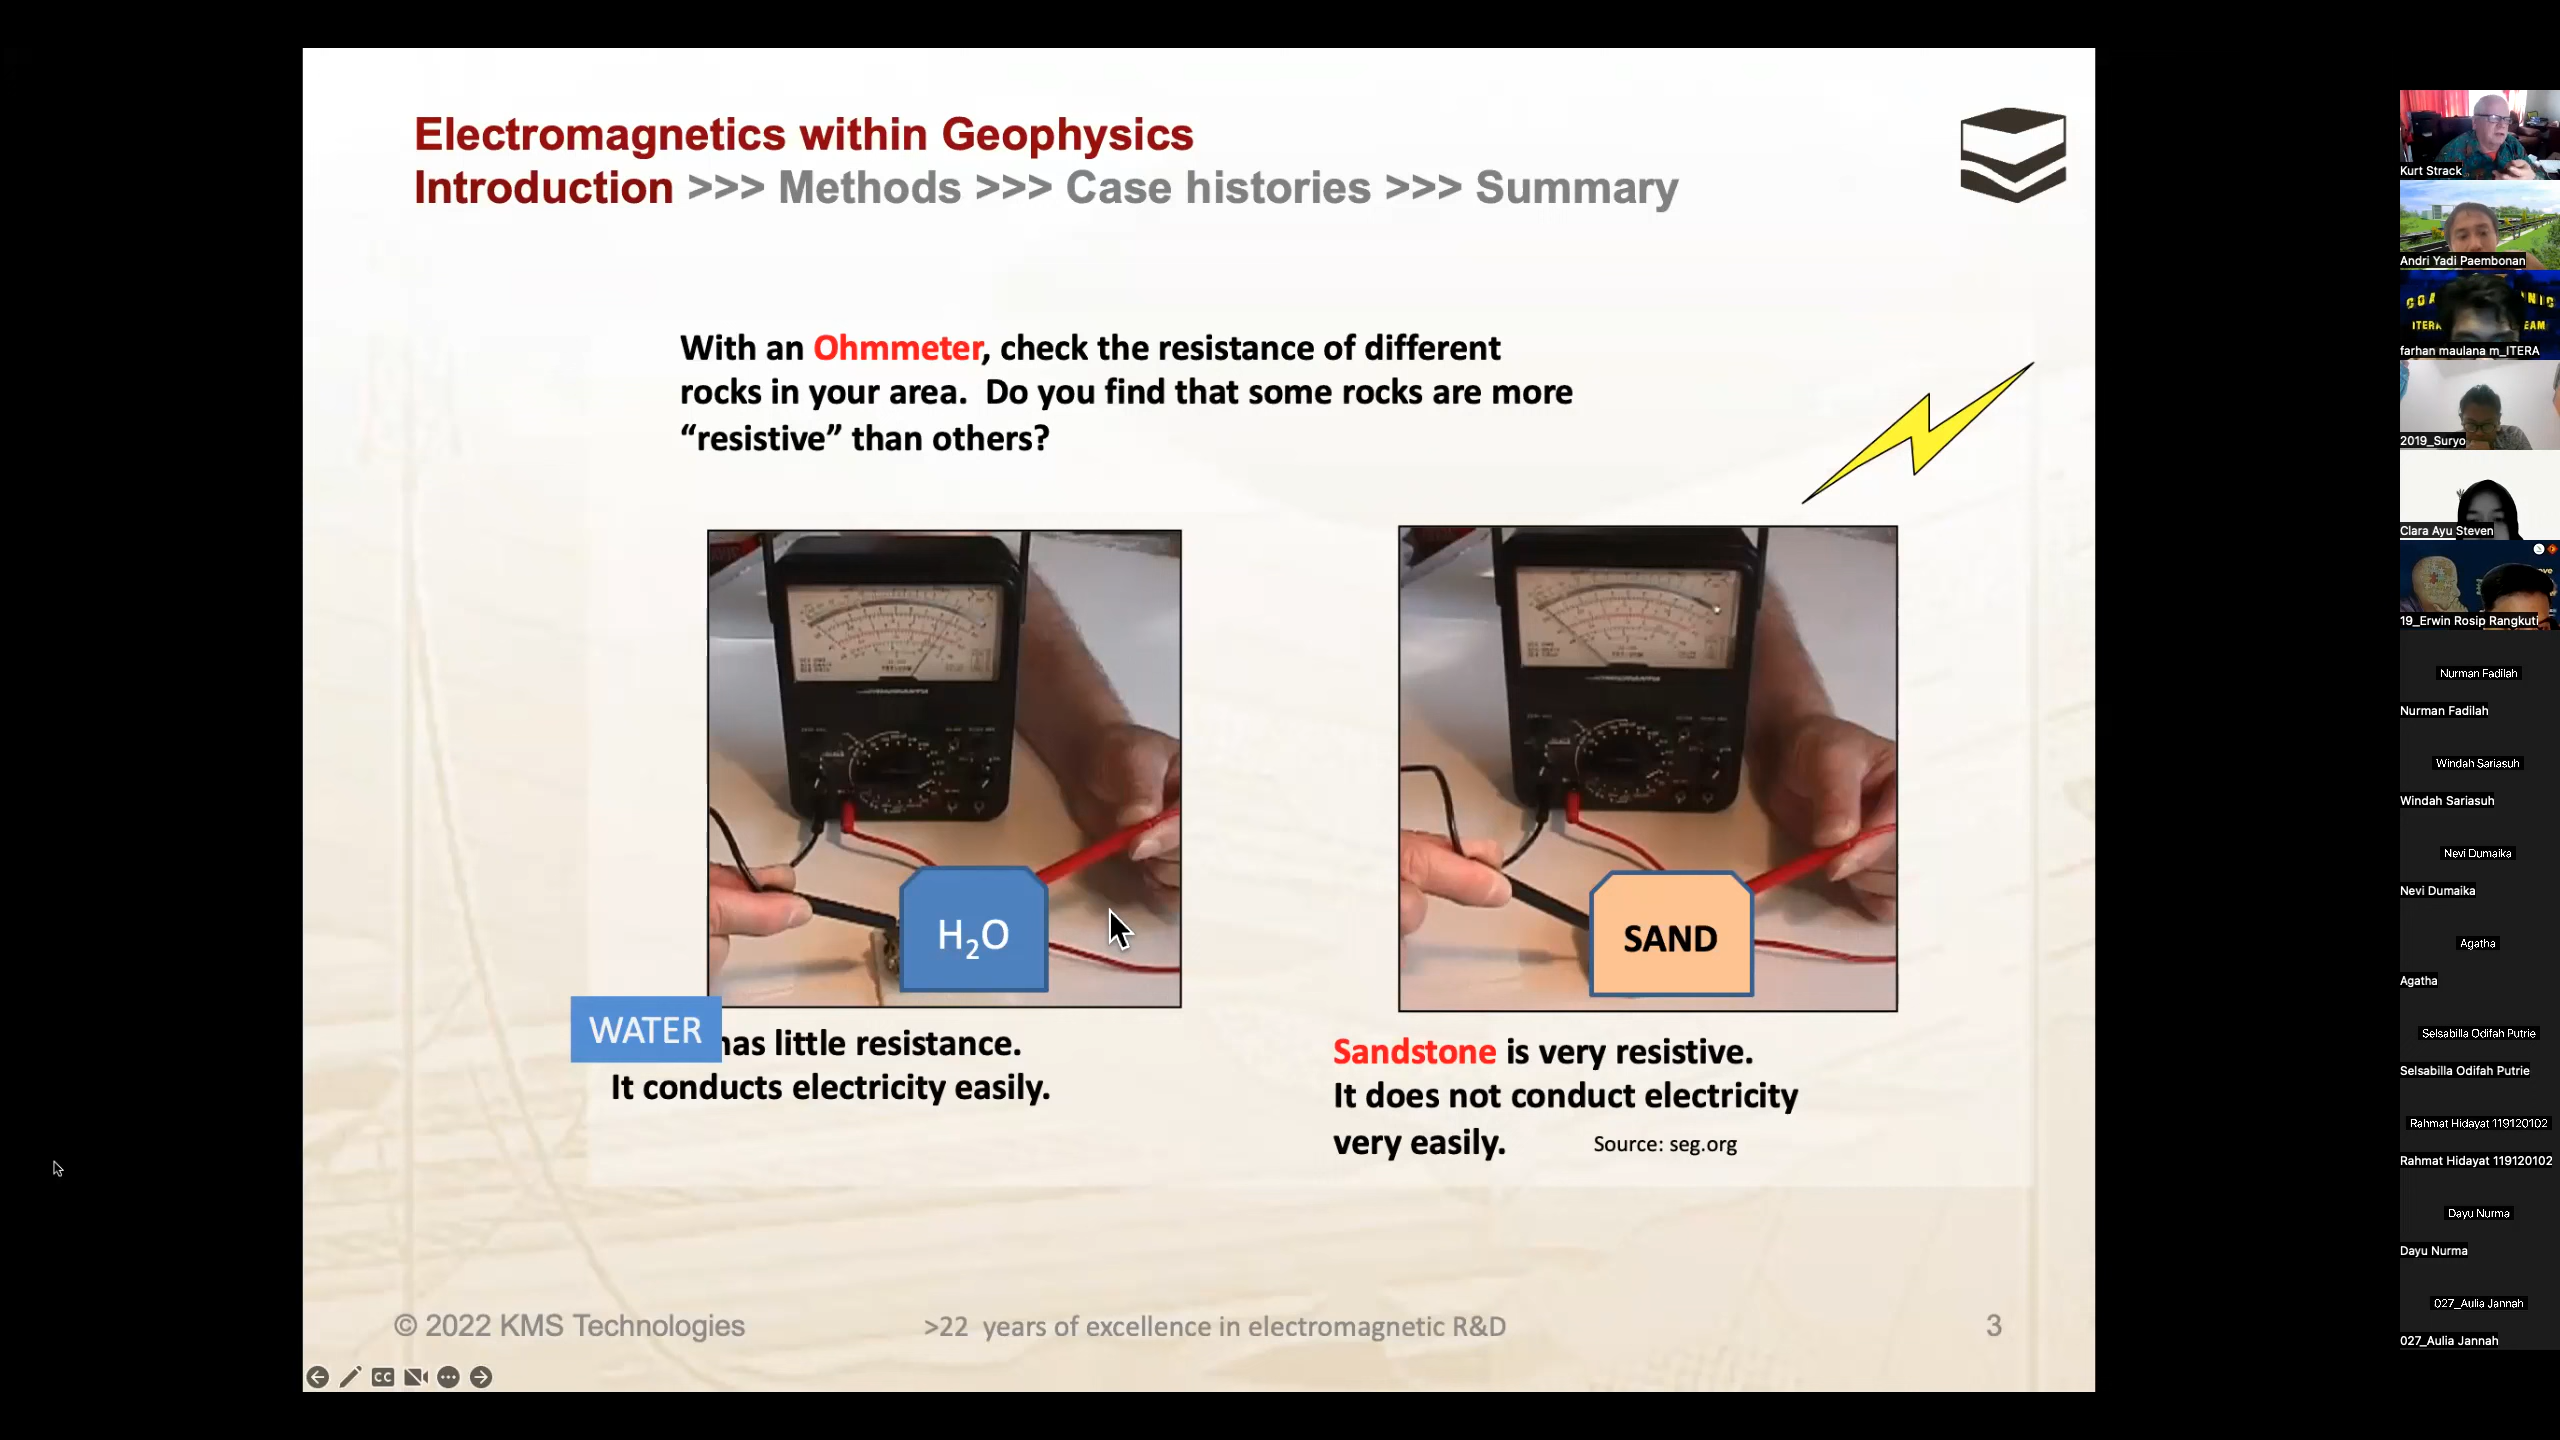 Electromagnetics within Geophysics
Introduction >>> Methods >>> Case histories >>> Summary
With an Ohmmeter, check the resistance of different
rocks in your area.  Do you find that some rocks are more
“resistive” than others?
H₂O
SAND
WATER
has little resistance.
It conducts electricity easily.
Sandstone is very resistive.
It does not conduct electricity
very easily.
Source: seg.org
© 2022 KMS Technologies
>22  years of excellence in electromagnetic R&D
3
CC
Kurt Strack
Andri Yadi Paembonan
farhan maulana m_ITERA
2019_Suryo
Clara Ayu Steven
19_Erwin Rosip Rangkuti
Nurman Fadilah
Nurman Fadilah
Windah Sariasuh
Windah Sariasuh
Nevi Dumaika
Nevi Dumaika
Agatha
Agatha
Selsabilla Odifah Putrie
Selsabilla Odifah Putrie
Rahmat Hidayat 119120102
Rahmat Hidayat 119120102
Dayu Nurma
Dayu Nurma
027_Aulia Jannah
027_Aulia Jannah